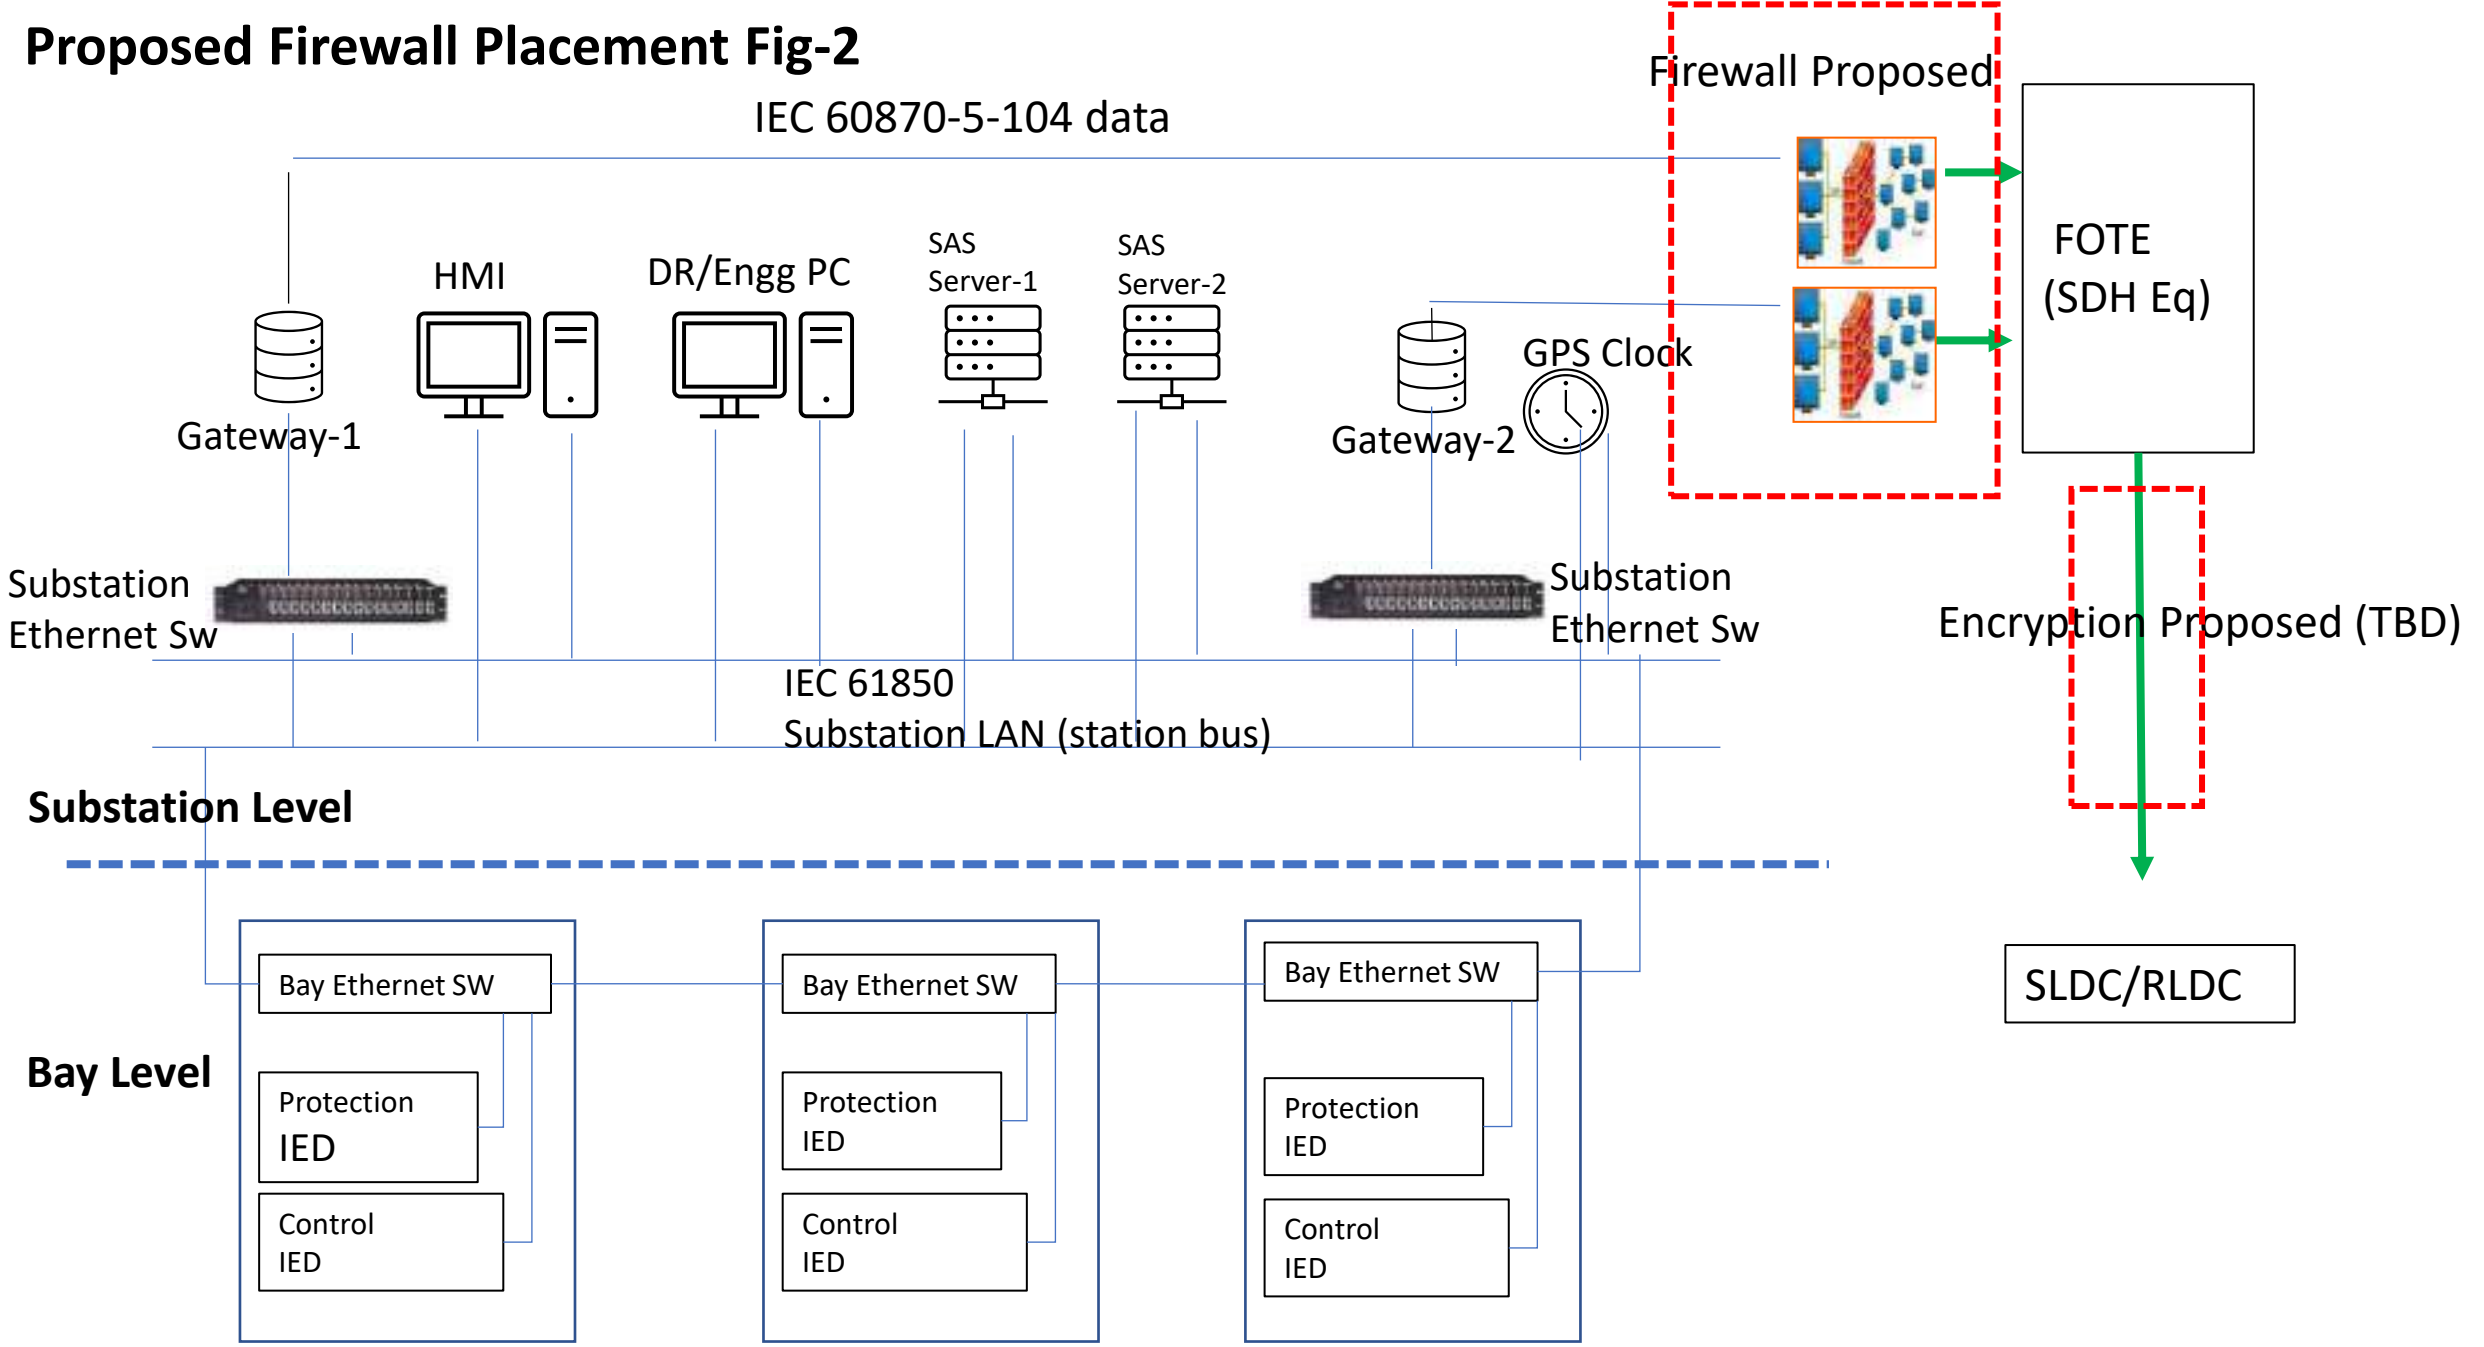 Proposed Firewall Placement Fig-2
Firewall Proposed
IEC 60870-5-104 data
FOTE
(SDH Eq)
HMI
DR/Engg PC
SAS
Server-1
SAS
Server-2
GPS Clock
Gateway-1
Gateway-2
Substation
Ethernet Sw
Substation
Ethernet Sw
Encryption Proposed (TBD)
IEC 61850
Substation LAN (station bus)
Substation Level
Bay Ethernet SW
Bay Ethernet SW
Bay Ethernet SW
SLDC/RLDC
Bay Level
Protection
IED
Protection
IED
Protection
IED
Control
IED
Control
IED
Control
IED